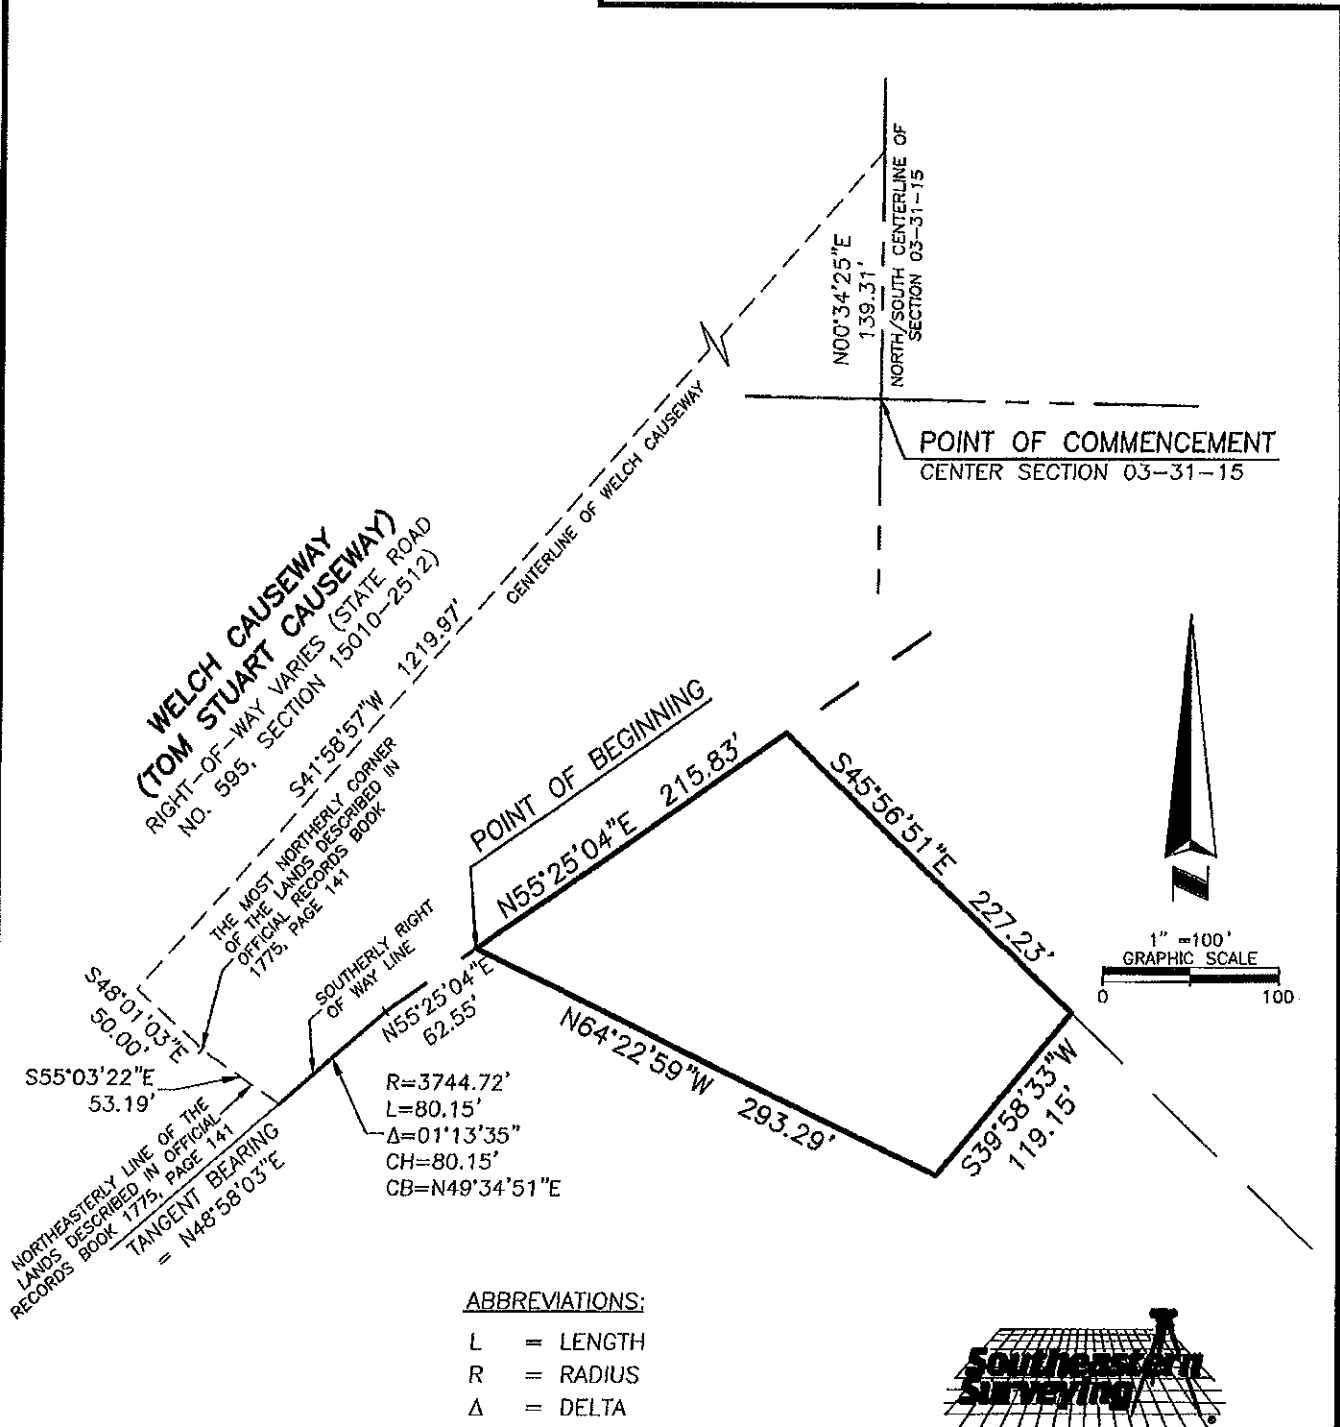 N00°34'25"E
139.31'
NORTH/SOUTH CENTERLINE OF
SECTION 03-31-15
POINT OF COMMENCEMENT
CENTER SECTION 03-31-15
CENTERLINE OF WELCH CAUSEWAY
WELCH CAUSEWAY
(TOM STUART CAUSEWAY)
RIGHT-OF-WAY VARIES (STATE ROAD
NO. 595, SECTION 15010-2512)
S41°58'57"W 1219.97'
THE MOST NORTHERLY CORNER
OF THE LANDS DESCRIBED IN
OFFICIAL RECORDS BOOK
1775, PAGE 141
POINT OF BEGINNING
N55°25'04"E 215.83'
S45°56'51"E 227.23'
1" =100'
GRAPHIC SCALE
0 100
SOUTHERLY RIGHT
OF WAY LINE
N55°25'04"E
62.55'
S48°01'03"E
50.00'
S55°03'22"E
53.19'
N64°22'59"W 293.29'
S39°58'33"W
119.15'
R=3744.72'
L=80.15'
Δ=01°13'35"
CH=80.15'
CB=N49°34'51"E
NORTHEASTERLY LINE OF THE
LANDS DESCRIBED IN OFFICIAL
RECORDS BOOK 1775, PAGE 141
TANGENT BEARING
= N48°58'03"E
ABBREVIATIONS:
L = LENGTH
R = RADIUS
Δ = DELTA
Southeastern
Surveying